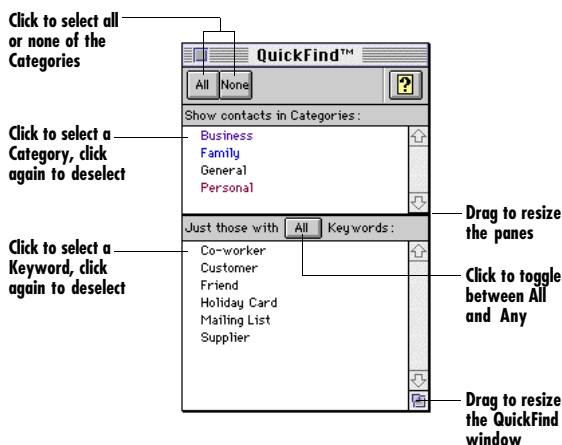 Click to select all
or none of the
Categories
QuickFind™
All None ?
Show contacts in Categories:
Click to select a
Category, click
again to deselect
Business
Family
General
Personal
Drag to resize
the panes
Just those with All Keywords:
Click to select a
Keyword, click
again to deselect
Co-worker
Customer
Friend
Holiday Card
Mailing List
Supplier
Click to toggle
between All
and Any
Drag to resize
the QuickFind
window